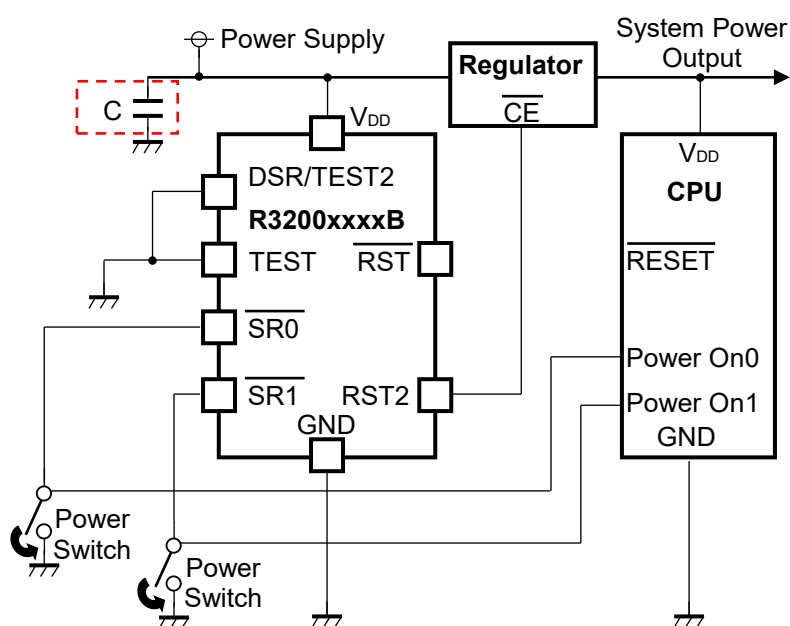 Power Supply
System Power
Output
Regulator
CE
C
VDD
DSR/TEST2
R3200xxxxB
TEST
RST
SR0
SR1
RST2
GND
VDD
CPU
RESET
Power On0
Power On1
GND
Power
Switch
Power
Switch